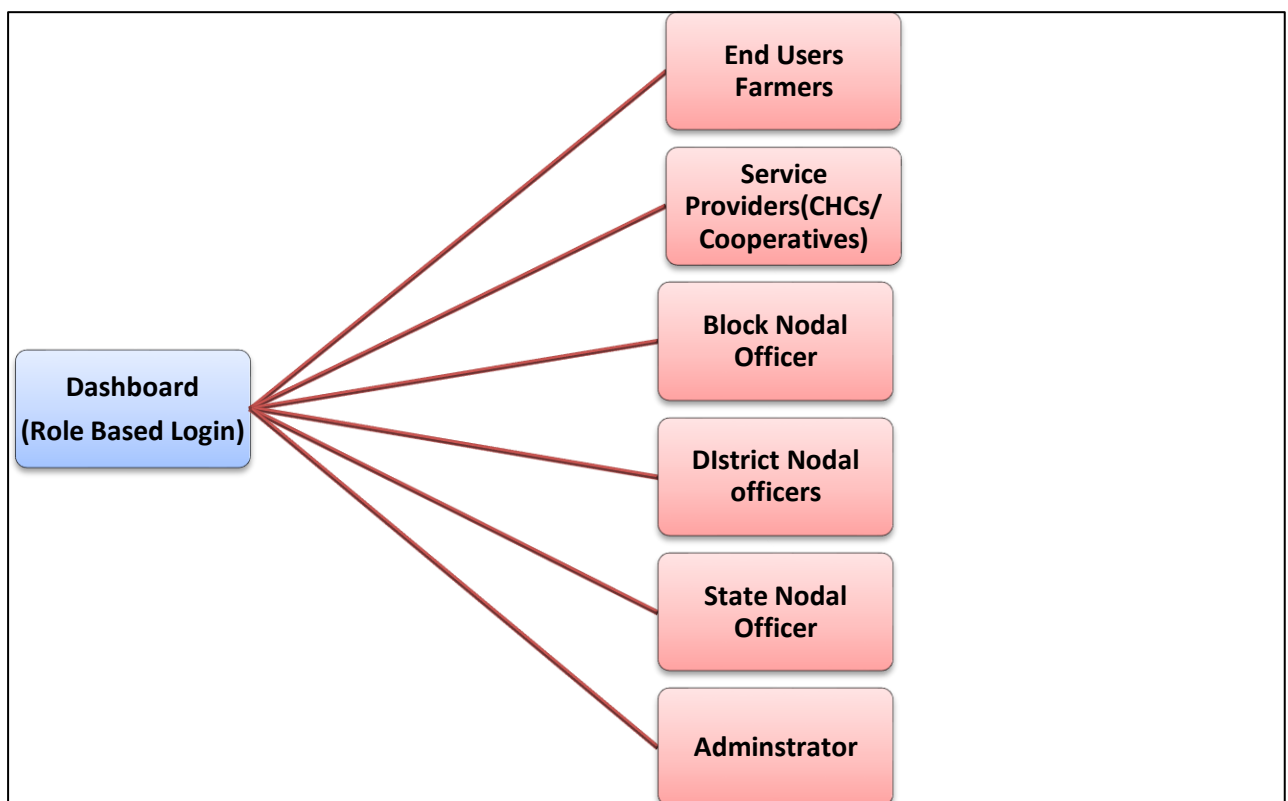 End Users
Farmers
Service
Providers(CHCs/
Cooperatives)
Block Nodal
Officer
Dashboard
(Role Based Login)
DIstrict Nodal
officers
State Nodal
Officer
Adminstrator